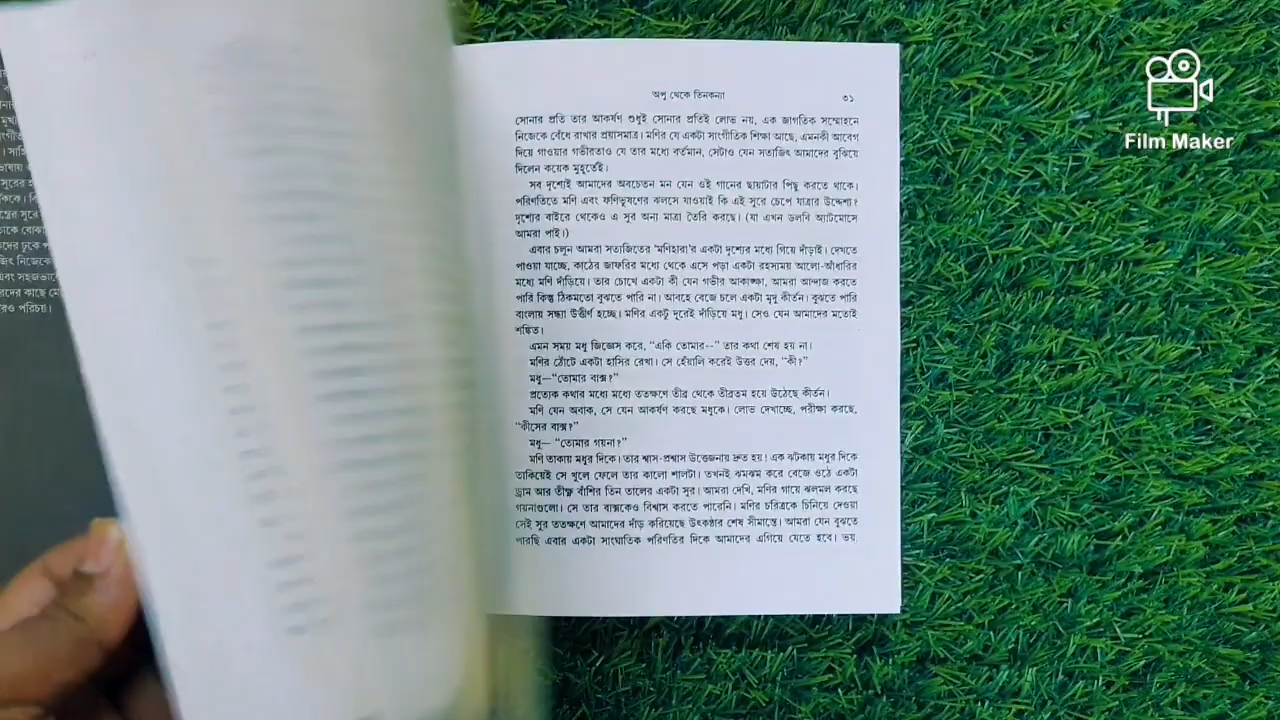 অপু থেকে তিনকন্যা ৩১
সোনার প্রতি তার আকর্ষণ শুধুই সোনার প্রতিই লোভ নয়, এক জাগতিক সম্মোহনে
নিজেকে বেঁধে রাখার প্রয়াসমাত্র। মণির যে একটা সাংগীতিক শিক্ষা আছে, এমনকী আবেগ
দিয়ে গাওয়ার গভীরতাও যে তার মধ্যে বর্তমান, সেটাও যেন সত্যজিৎ আমাদের বুঝিয়ে
দিলেন কয়েক মুহূর্তেই।
সব দৃশ্যেই আমাদের অবচেতন মন যেন ওই গানের ছায়াটার পিছু করতে থাকে।
পরিণতিতে মণি এবং ফণিভূষণের ঝলসে যাওয়াই কি এই সুরে চেপে যাত্রার উদ্দেশ্য?
দৃশ্যের বাইরে থেকেও এ সুর অন্য মাত্রা তৈরি করছে। (যা এখন ডলবি অ্যাটমোসে
আমরা পাই।)
এবার চলুন আমরা সত্যজিতের 'মণিহারা'র একটা দৃশ্যের মধ্যে গিয়ে দাঁড়াই। দেখতে
পাওয়া যাচ্ছে, কাঠের জাফরির মধ্যে থেকে এসে পড়া একটা রহস্যময় আলো-আঁধারির
মধ্যে মণি দাঁড়িয়ে। তার চোখে একটা কী যেন গভীর আকাঙ্ক্ষা, আমরা আন্দাজ করতে
পারি কিন্তু ঠিকমতো বুঝতে পারি না। আবহে বেজে চলে একটা মৃদু কীর্তন। বুঝতে পারি
বাংলায় সন্ধ্যা উত্তীর্ণ হচ্ছে। মণির একটু দূরেই দাঁড়িয়ে মধু। সেও যেন আমাদের মতোই
শঙ্কিত।
এমন সময় মধু জিজ্ঞেস করে, “একি তোমার--” তার কথা শেষ হয় না।
মণির ঠোঁটে একটা হাসির রেখা। সে হেঁয়ালি করেই উত্তর দেয়, “কী?”
মধু—“তোমার বাক্স?”
প্রত্যেক কথার মধ্যে মধ্যে ততক্ষণে তীব্র থেকে তীব্রতম হয়ে উঠেছে কীর্তন।
মণি যেন অবাক, সে যেন আকর্ষণ করছে মধুকে। লোভ দেখাচ্ছে, পরীক্ষা করছে,
“কীসের বাক্স?”
মধু— “তোমার গয়না?”
মণি তাকায় মধুর দিকে। তার শ্বাস-প্রশ্বাস উত্তেজনায় দ্রুত হয়! এক ঝটকায় মধুর দিকে
তাকিয়েই সে খুলে ফেলে তার কালো শালটা। তখনই ঝমঝম করে বেজে ওঠে একটা
ড্রাম আর তীক্ষ্ণ বাঁশির তিন তালের একটা সুর। আমরা দেখি, মণির গায়ে ঝলমল করছে
গয়নাগুলো। সে তার বাক্সকেও বিশ্বাস করতে পারেনি। মণির চরিত্রকে চিনিয়ে দেওয়া
সেই সুর ততক্ষণে আমাদের দাঁড় করিয়েছে উৎকণ্ঠার শেষ সীমান্তে। আমরা যেন বুঝতে
পারছি এবার একটা সাংঘাতিক পরিণতির দিকে আমাদের এগিয়ে যেতে হবে। ভয়,
Film Maker